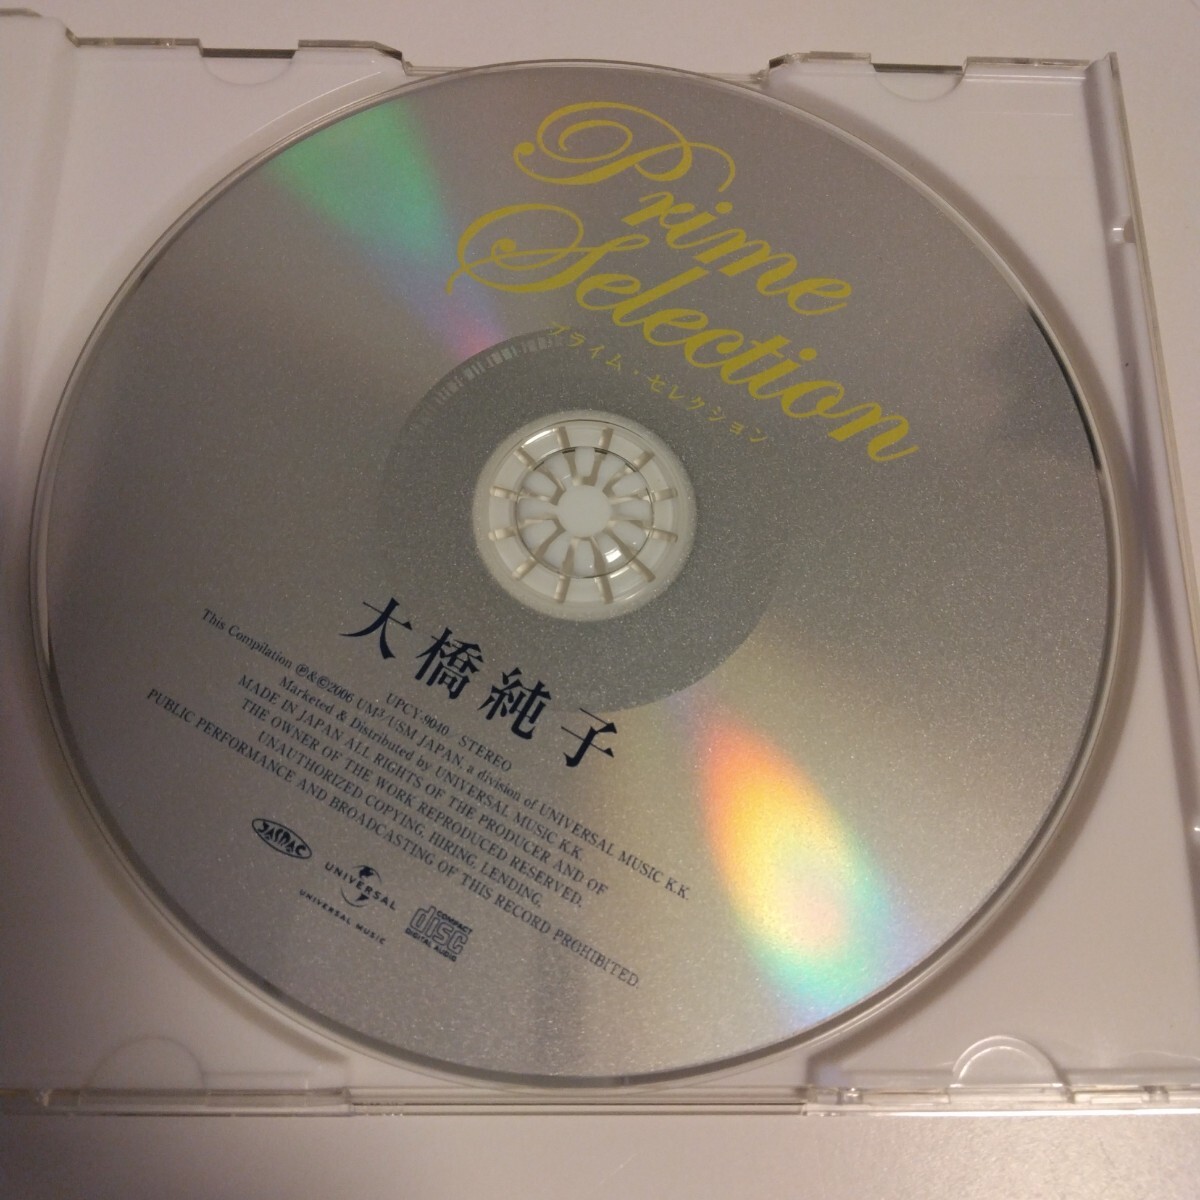 Prime
Selection
プライム・セレクション
大橋純子
UPCY-9040 STEREO
This Compilation ℗&©2006 UM³/USM JAPAN, a division of UNIVERSAL MUSIC K.K.
Marketed & Distributed by UNIVERSAL MUSIC K.K.
MADE IN JAPAN ALL RIGHTS OF THE PRODUCER AND OF
THE OWNER OF THE WORK REPRODUCED RESERVED.
UNAUTHORIZED COPYING, HIRING, LENDING,
PUBLIC PERFORMANCE AND BROADCASTING OF THIS RECORD PROHIBITED.
JASRAC
UNIVERSAL
UNIVERSAL MUSIC
COMPACT
disc
DIGITAL AUDIO